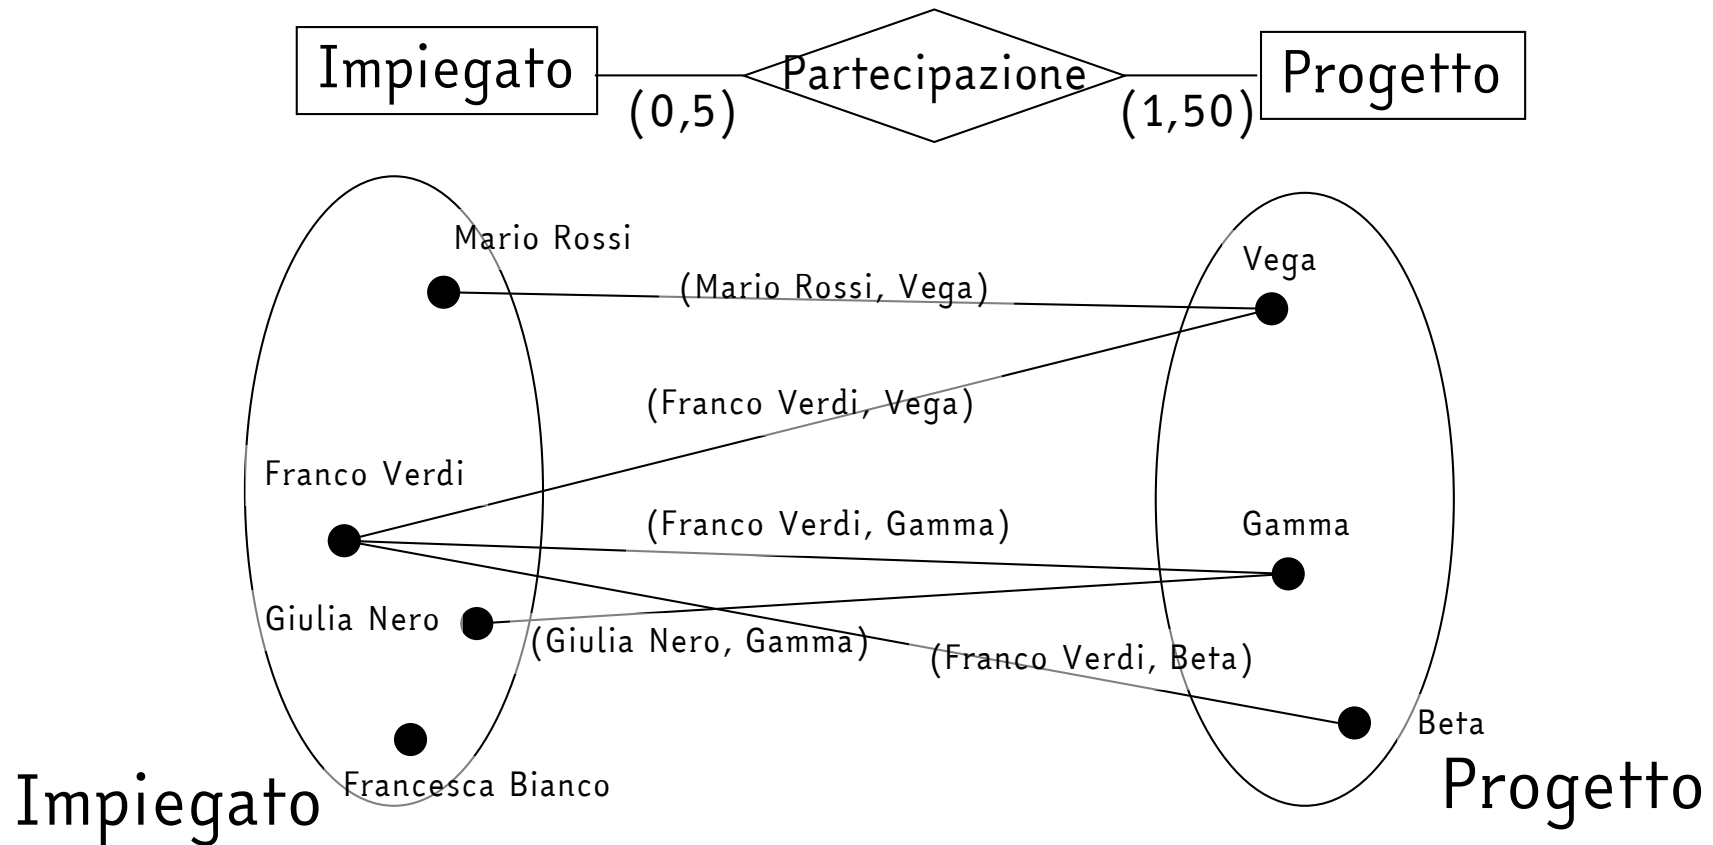 Impiegato
Partecipazione
Progetto
(0,5)
(1,50)
Mario Rossi
Vega
(Mario Rossi, Vega)
(Franco Verdi, Vega)
Franco Verdi
(Franco Verdi, Gamma)
Gamma
Giulia Nero
(Giulia Nero, Gamma)
(Franco Verdi, Beta)
Beta
Francesca Bianco
Impiegato
Progetto